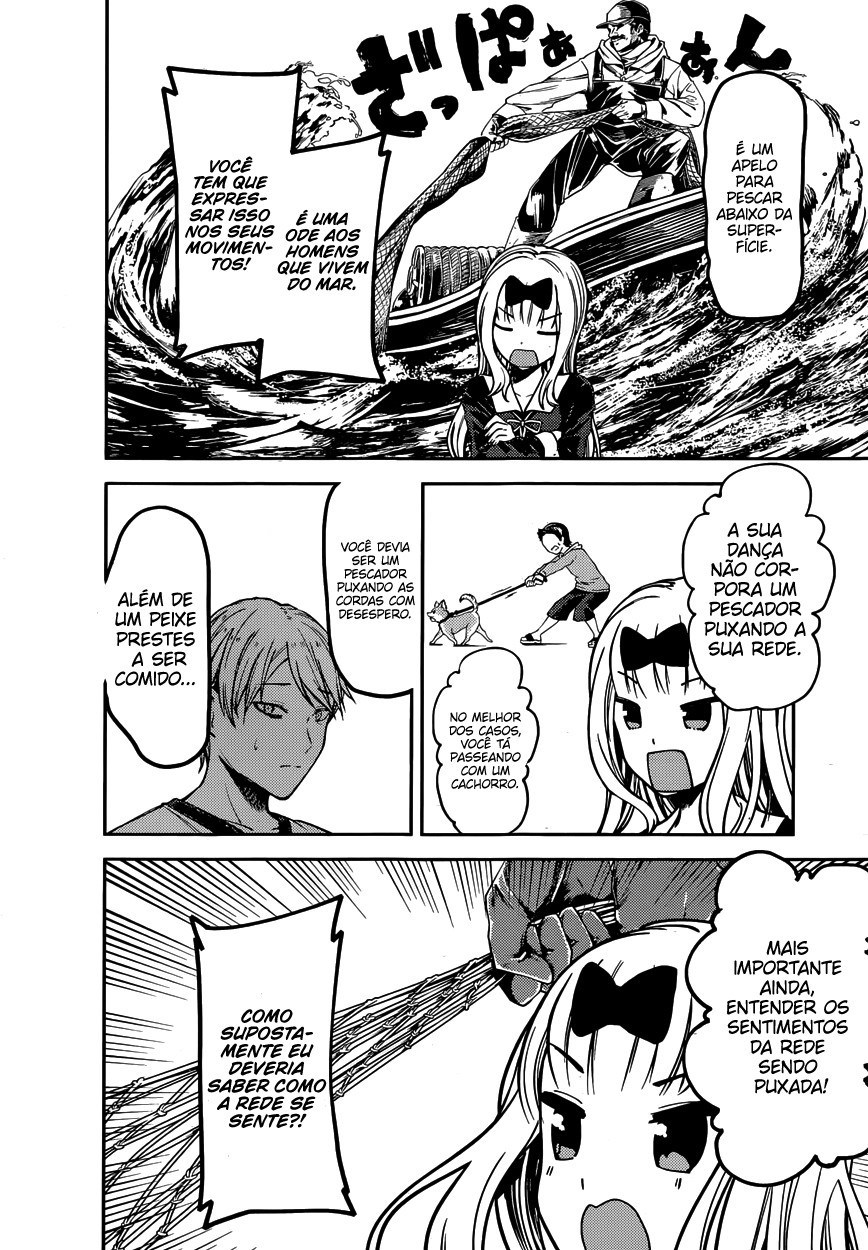 ざっぱぁぁん
É UM
APELO
PARA
PESCAR
ABAIXO DA
SUPER-
FÍCIE.
É UMA
ODE AOS
HOMENS
QUE VIVEM
DO MAR.
VOCÊ
TEM QUE
EXPRES-
SAR ISSO
NOS SEUS
MOVIMEN-
TOS!
A SUA
DANÇA
NÃO COR-
PORA UM
PESCADOR
PUXANDO A
SUA REDE.
NO MELHOR
DOS CASOS,
VOCÊ TÁ
PASSEANDO
COM UM
CACHORRO.
VOCÊ DEVIA
SER UM
PESCADOR
PUXANDO AS
CORDAS COM
DESESPERO.
ALÉM DE
UM PEIXE
PRESTES
A SER
COMIDO...
MAIS
IMPORTANTE
AINDA,
ENTENDER OS
SENTIMENTOS
DA REDE
SENDO
PUXADA!
COMO
SUPOSTA-
MENTE EU
DEVERIA
SABER COMO
A REDE SE
SENTE?!